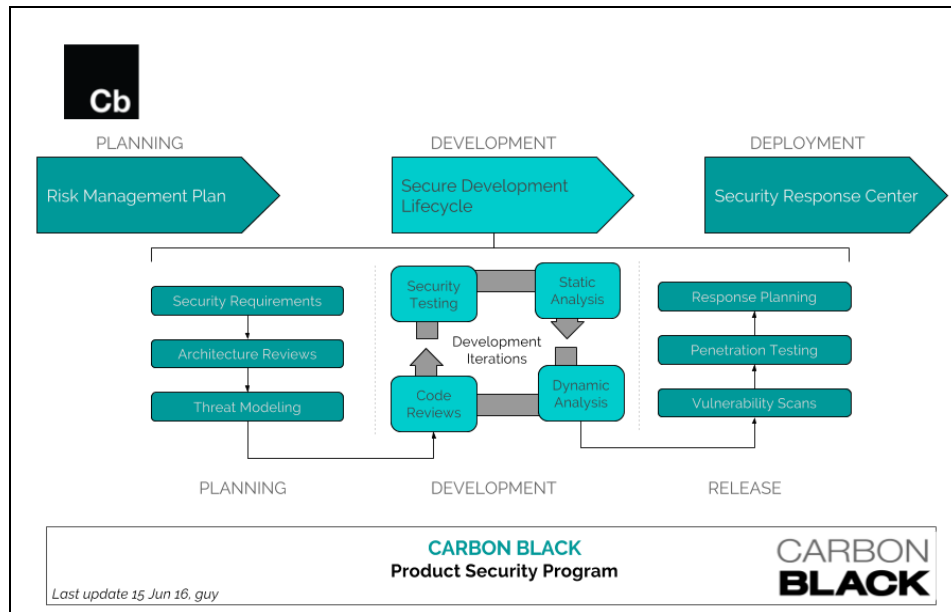 Cb
PLANNING
DEVELOPMENT
DEPLOYMENT
Risk Management Plan
Secure Development
Lifecycle
Security Response Center
Security Requirements
Architecture Reviews
Threat Modeling
Security
Testing
Static
Analysis
Development
Iterations
Code
Reviews
Dynamic
Analysis
Response Planning
Penetration Testing
Vulnerability Scans
PLANNING
DEVELOPMENT
RELEASE
CARBON BLACK
Product Security Program
Last update 15 Jun 16, guy
CARBON
BLACK